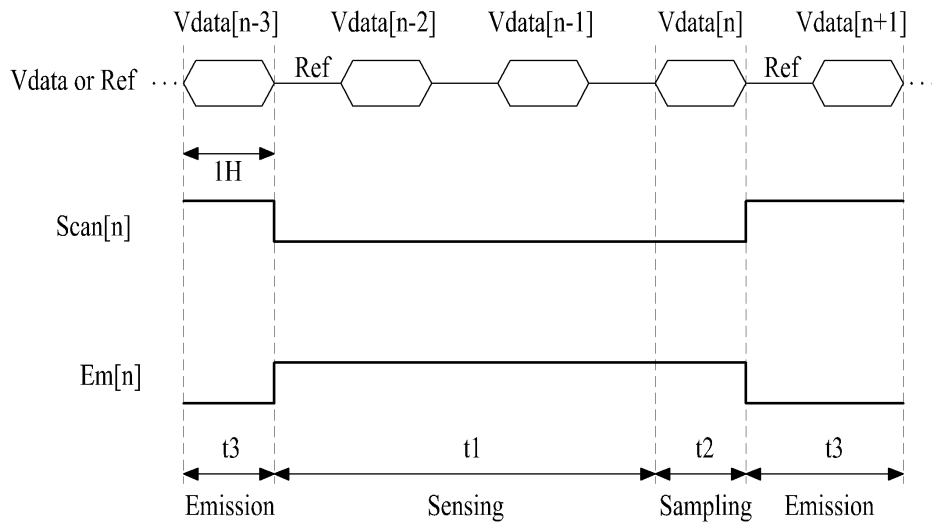 Vdata[n-3] Vdata[n-2] Vdata[n-1] Vdata[n] Vdata[n+1]
Vdata or Ref ··· Ref Ref ···
1H
Scan[n]
Em[n]
t3 t1 t2 t3
Emission Sensing Sampling Emission